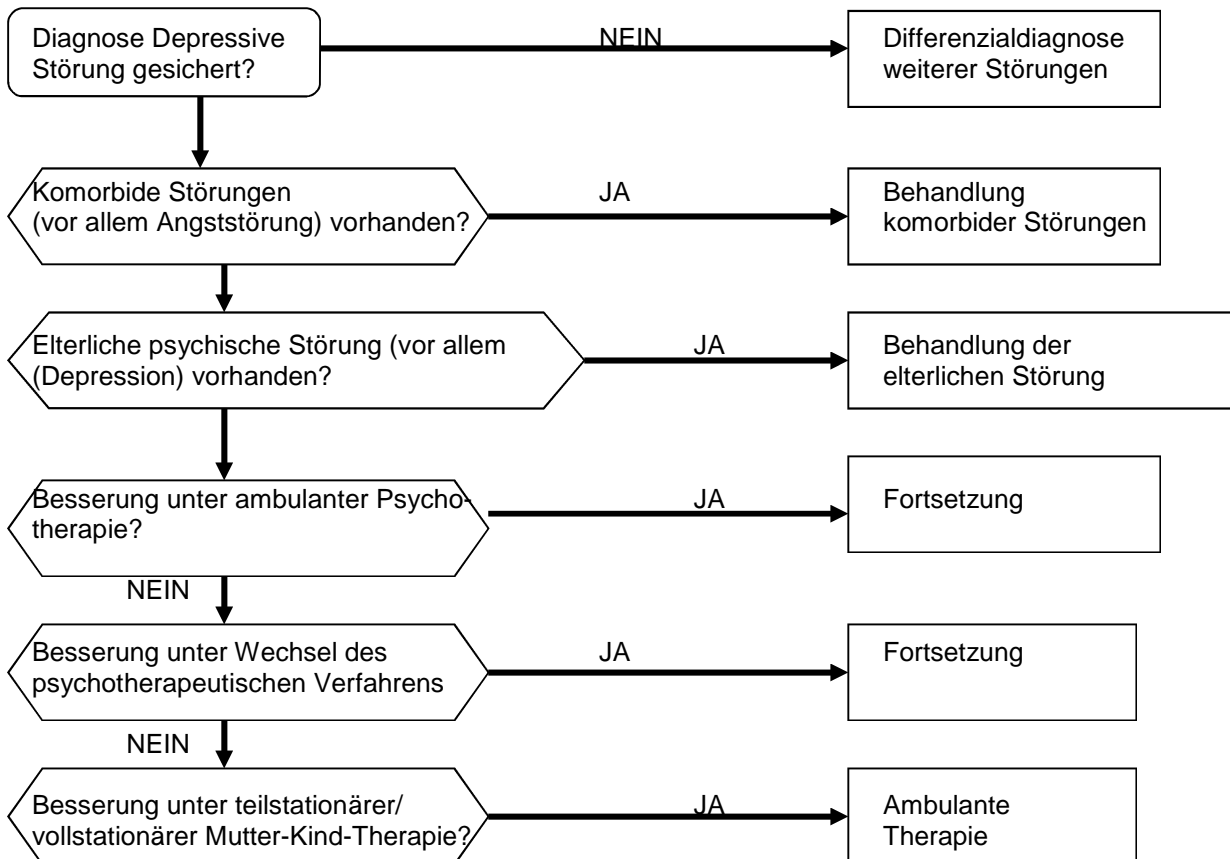 Diagnose Depressive
Störung gesichert?
NEIN
Differenzialdiagnose
weiterer Störungen
Komorbide Störungen
(vor allem Angststörung) vorhanden?
JA
Behandlung
komorbider Störungen
Elterliche psychische Störung (vor allem
(Depression) vorhanden?
JA
Behandlung der
elterlichen Störung
Besserung unter ambulanter Psycho-
therapie?
JA
Fortsetzung
NEIN
Besserung unter Wechsel des
psychotherapeutischen Verfahrens
JA
Fortsetzung
NEIN
Besserung unter teilstationärer/
vollstationärer Mutter-Kind-Therapie?
JA
Ambulante
Therapie